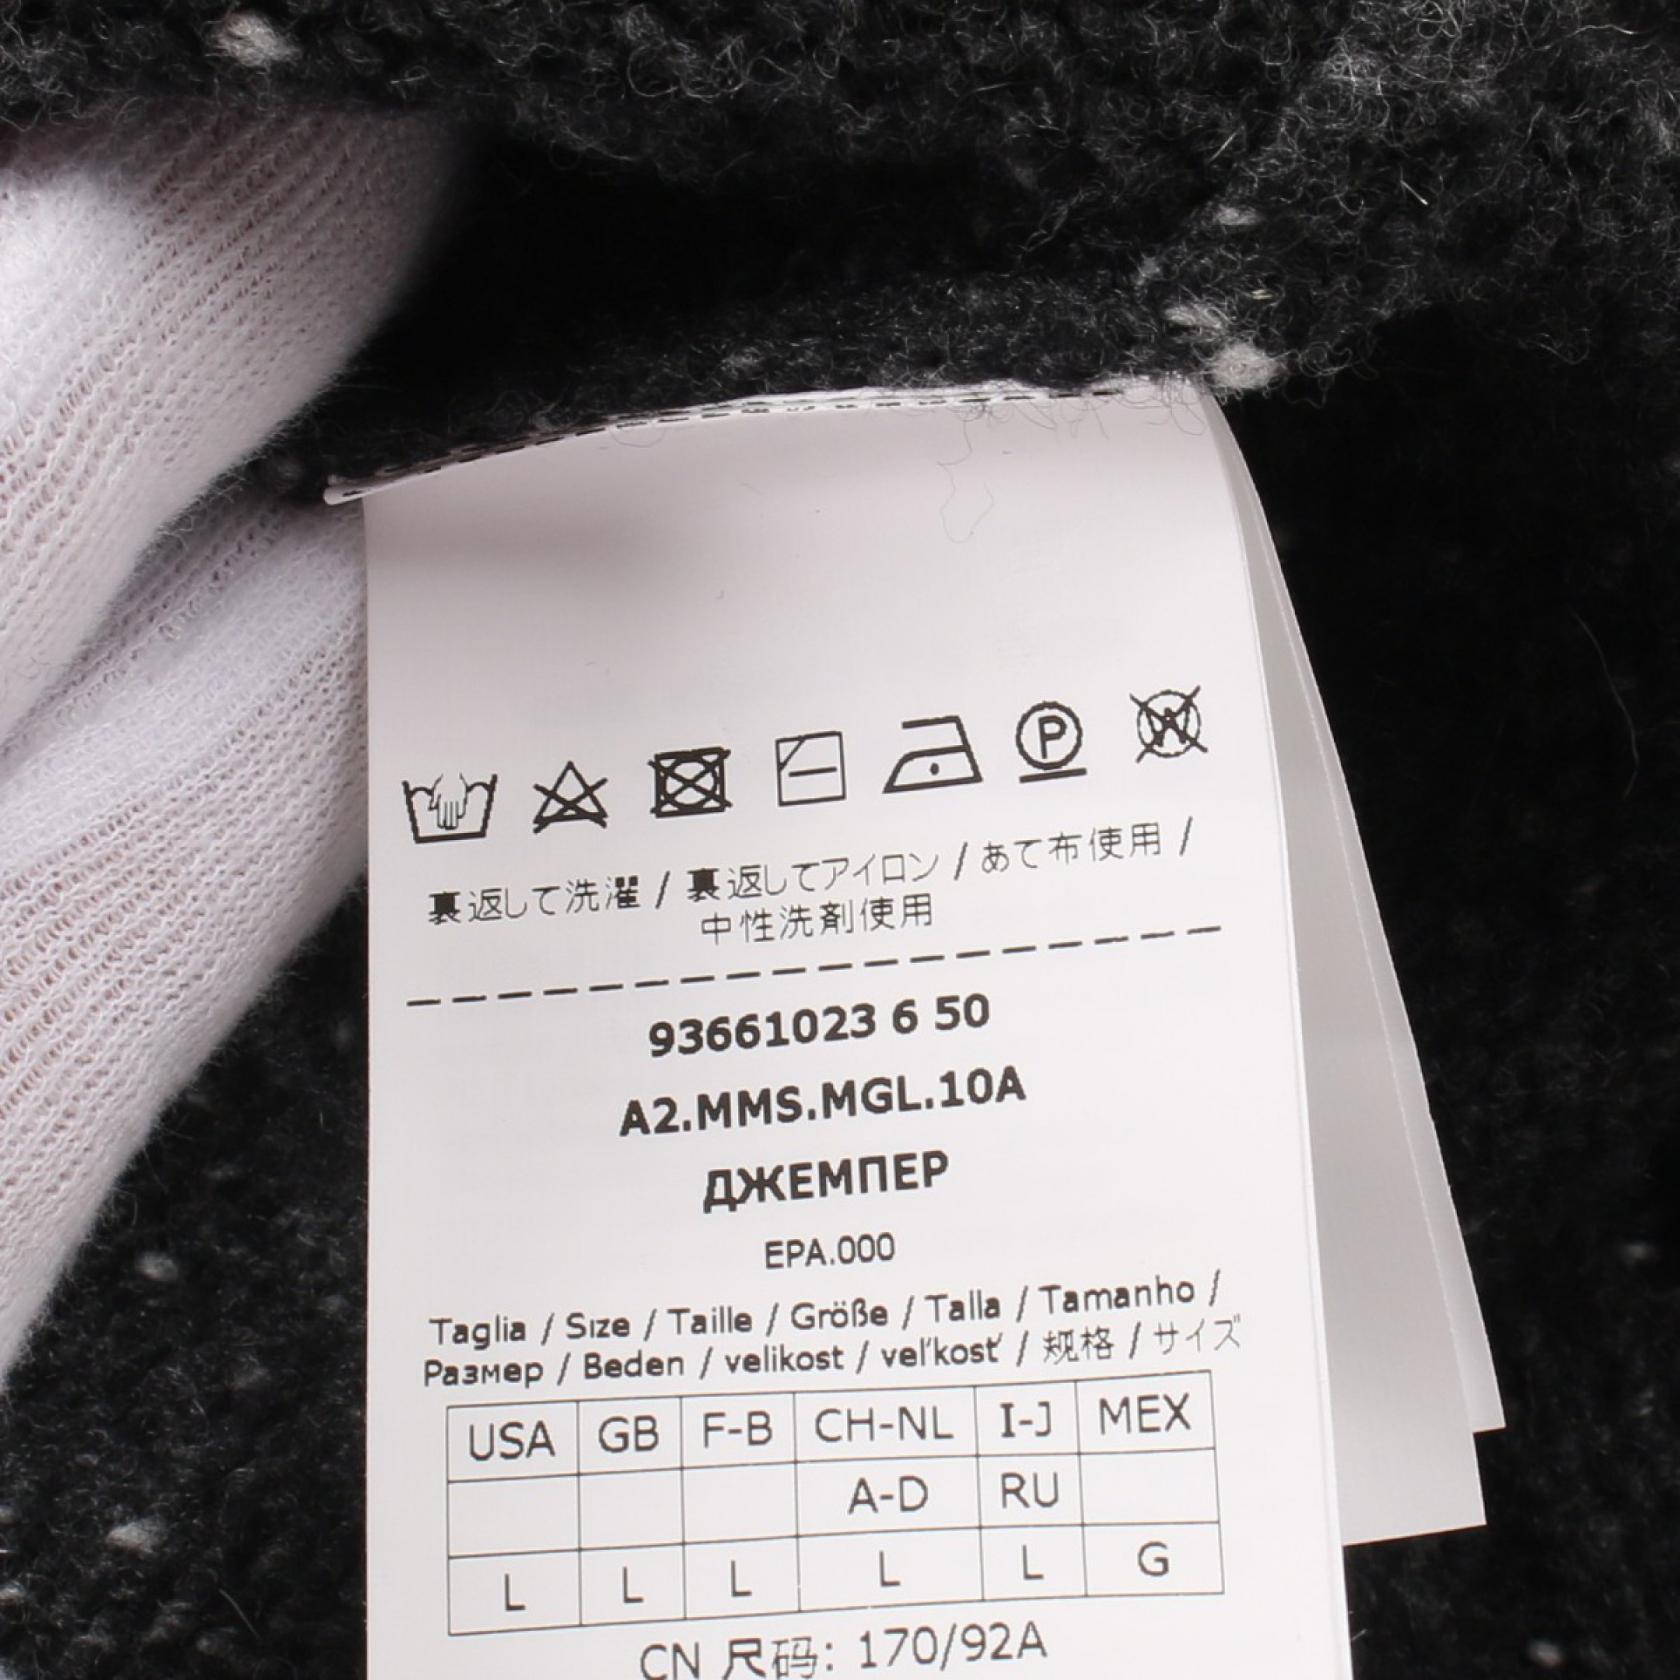 裏返して洗濯 / 裏返してアイロン / あて布使用 /
中性洗剤使用
93661023 6 50
A2.MMS.MGL.10A
ДЖЕМПЕР
EPA.000
Taglia / Size / Taille / Größe / Talla / Tamanho /
Размер / Beden / velikost / veľkosť / 规格 / サイズ
USA GB F-B CH-NL I-J MEX
A-D RU
L L L L L G
CN 尺码: 170/92A